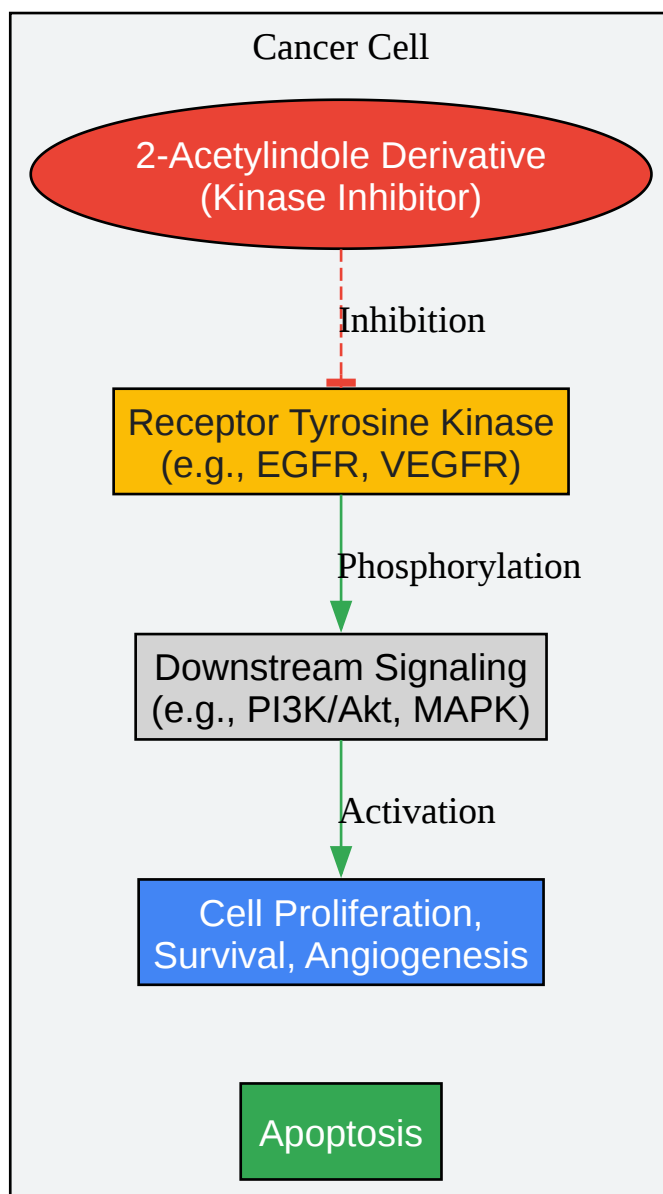 Cancer Cell
2-Acetylindole Derivative
(Kinase Inhibitor)
Inhibition
Receptor Tyrosine Kinase
(e.g., EGFR, VEGFR)
Phosphorylation
Downstream Signaling
(e.g., PI3K/Akt, MAPK)
Activation
Cell Proliferation,
Survival, Angiogenesis
Apoptosis